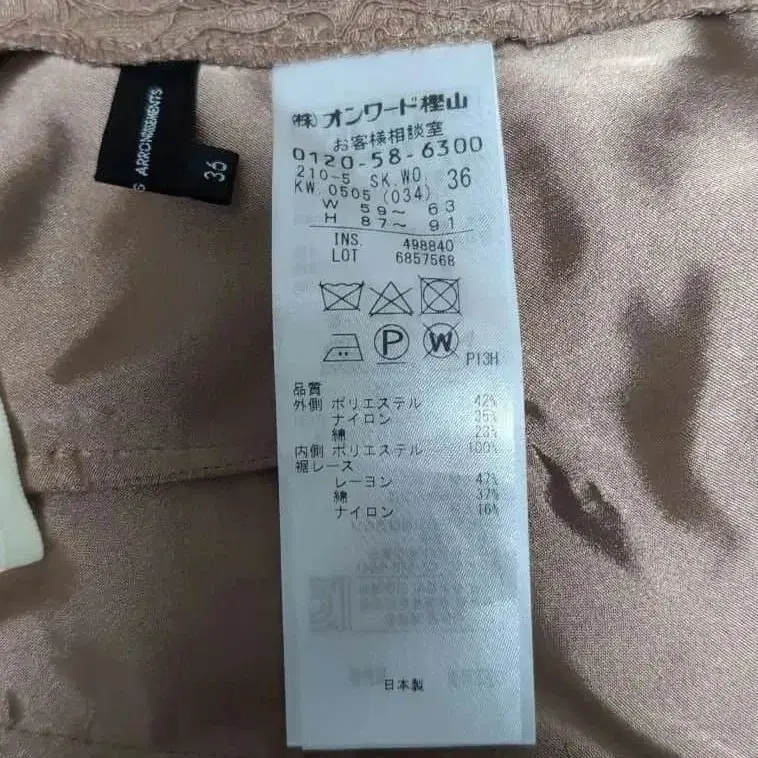 G ARRONDISSEMENTS
36
㈱オンワード樫山
お客様相談室
0120-58-6300
210-5 SK.WO.
KW.0505 (034) 36
W 59〜 63
H 87〜 91
INS. 498840
LOT 6857568
P
W
P13H
品質
外側 ポリエステル 42%
ナイロン 35%
綿 23%
内側 ポリエステル 100%
裾レース
レーヨン 47%
綿 37%
ナイロン 16%
日本製